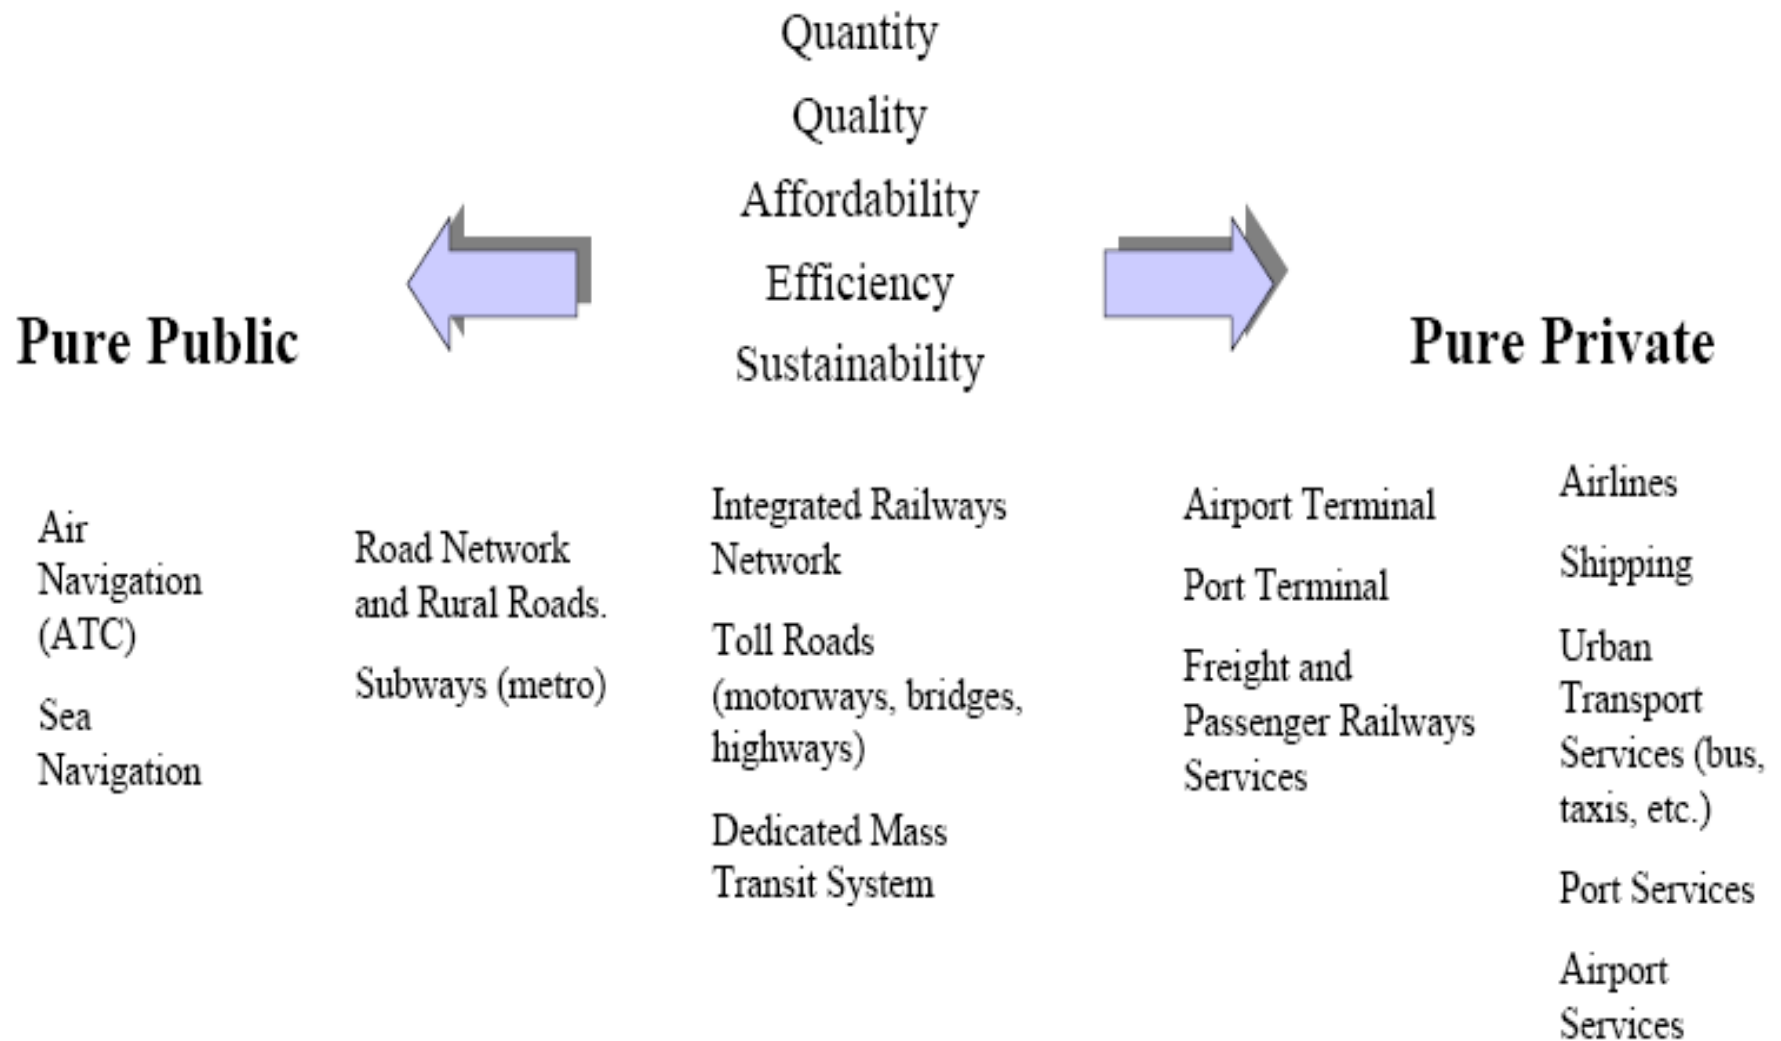 Quantity
Quality
Affordability
Efficiency
Sustainability
Pure Public
Pure Private
Air
Navigation
(ATC)
Sea
Navigation
Road Network
and Rural Roads.
Subways (metro)
Integrated Railways
Network
Toll Roads
(motorways, bridges,
highways)
Dedicated Mass
Transit System
Airport Terminal
Port Terminal
Freight and
Passenger Railways
Services
Airlines
Shipping
Urban
Transport
Services (bus,
taxis, etc.)
Port Services
Airport
Services